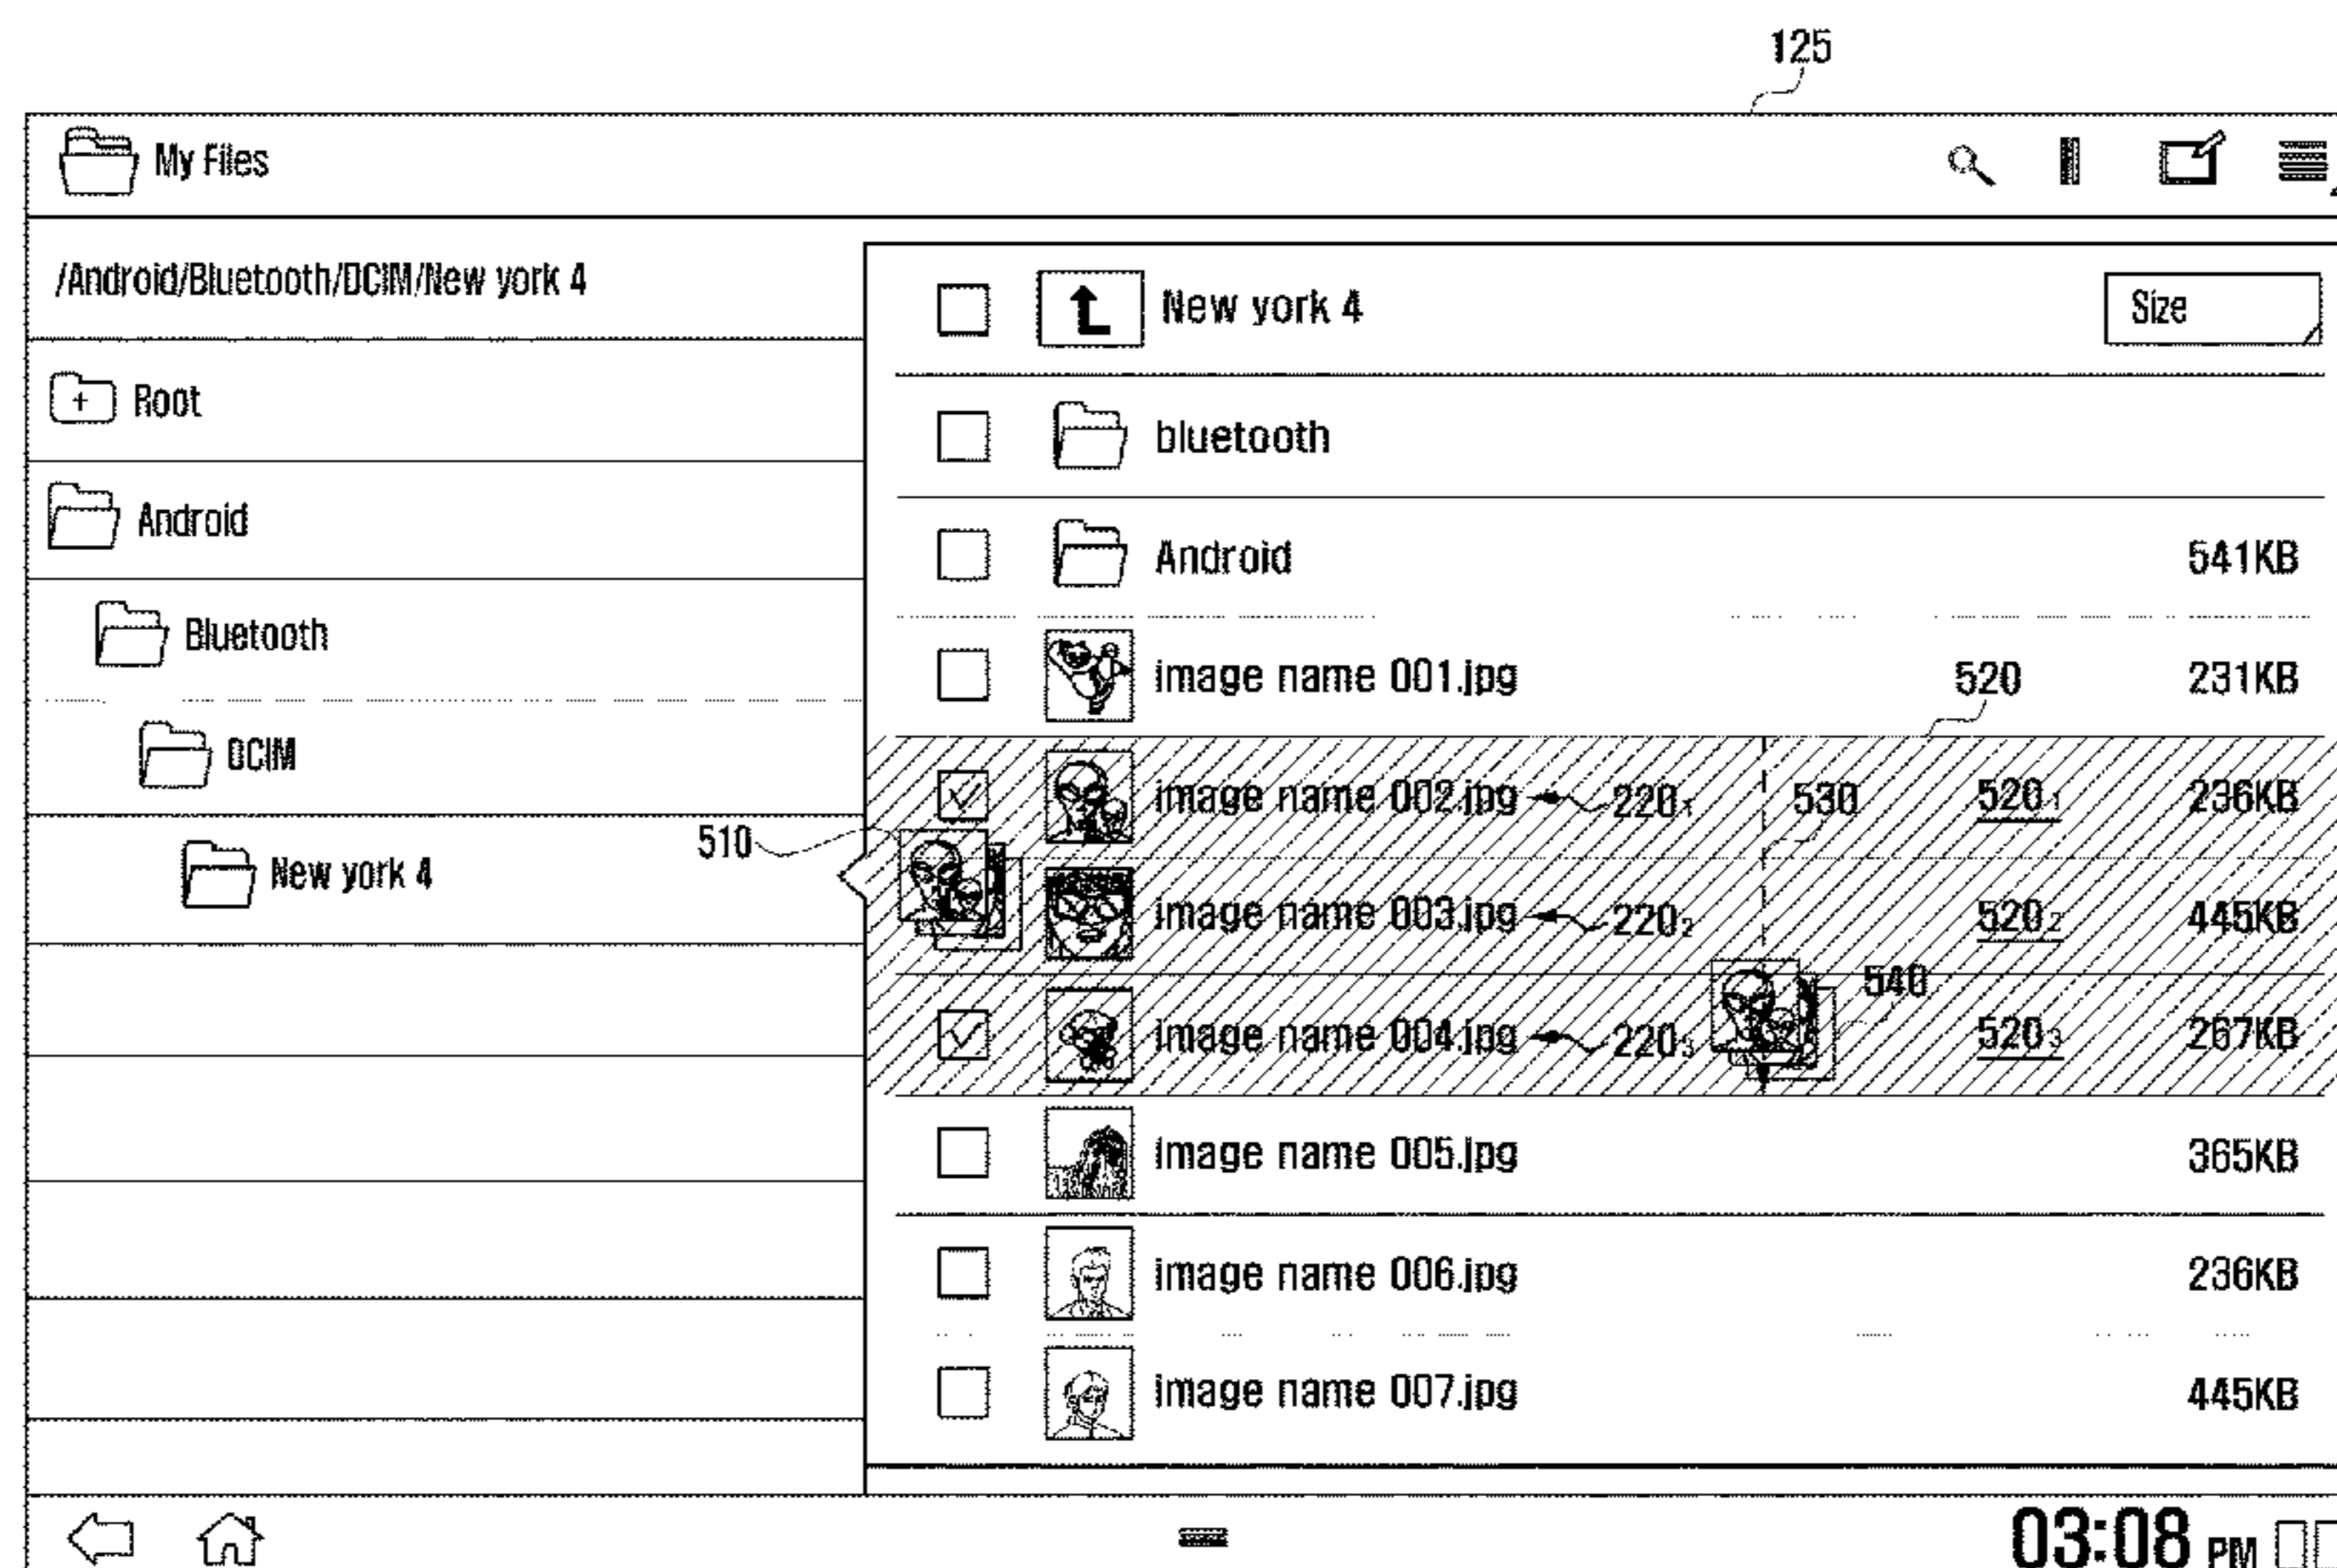 125
My Files
/Android/Bluetooth/DCIM/New york 4
Root
Android
Bluetooth
DCIM
New york 4
New york 4 Size
bluetooth
Android 541KB
image name 001.jpg 520 231KB
image name 002.jpg 220₁ 530 520₁ 236KB
510
image name 003.jpg 220₂ 520₂ 445KB
540
image name 004.jpg 220₃ 520₃ 267KB
image name 005.jpg 365KB
image name 006.jpg 236KB
image name 007.jpg 445KB
03:08 PM